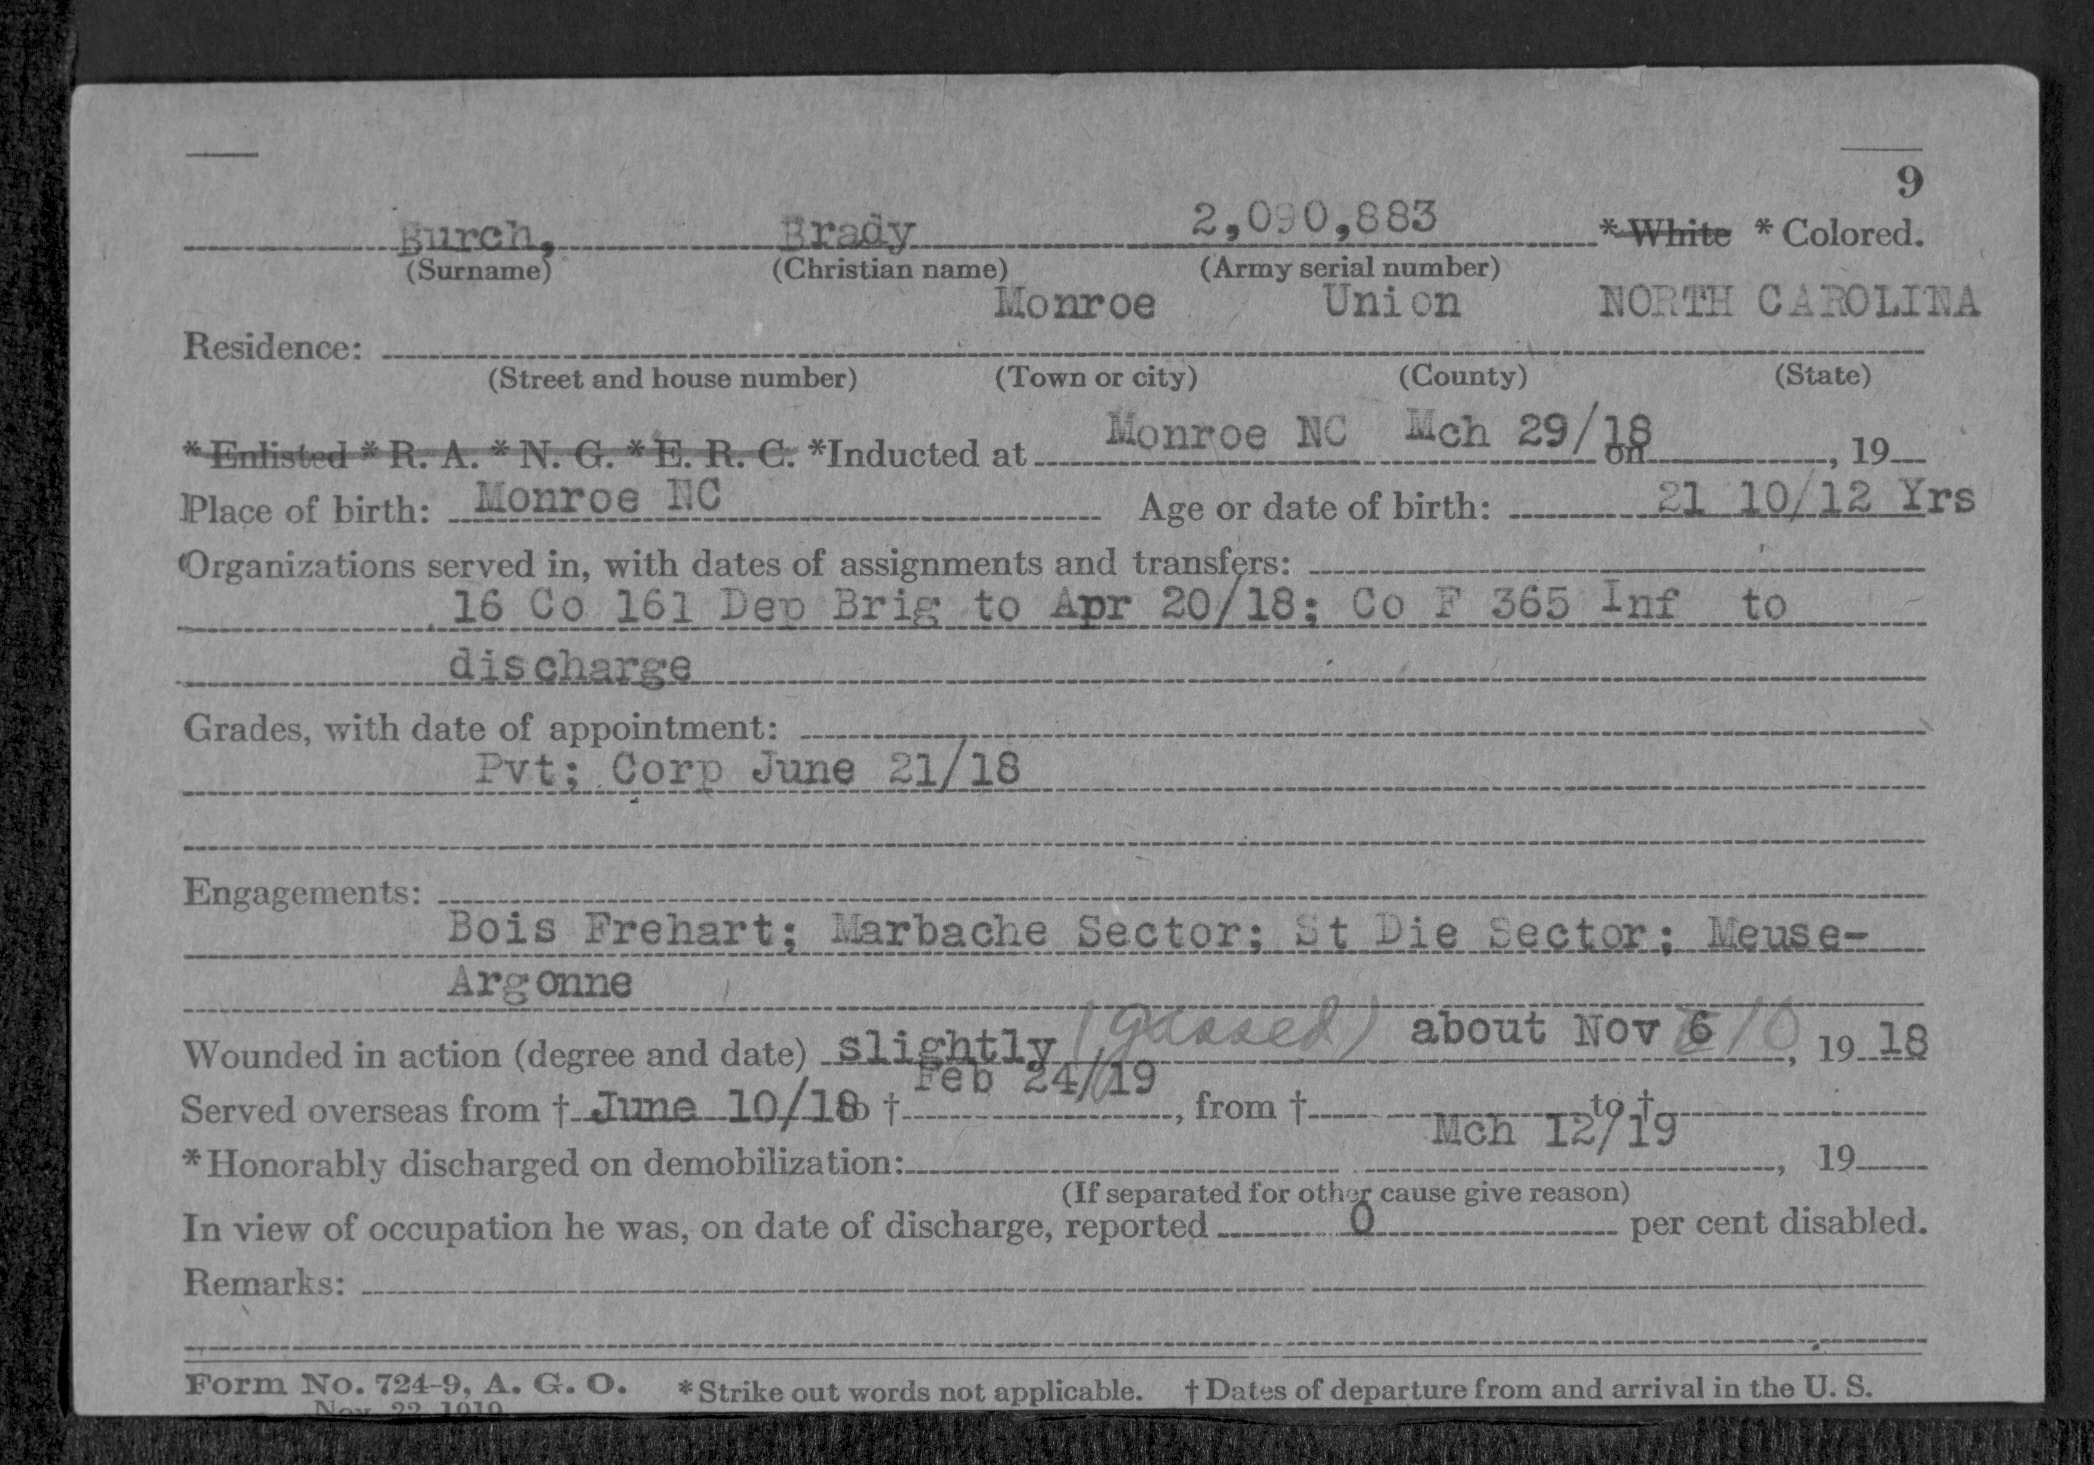 9
Burch, Brady 2,090,883 *White *Colored.
(Surname) (Christian name) (Army serial number)
Monroe Union NORTH CAROLINA
Residence:
(Street and house number) (Town or city) (County) (State)
*Enlisted *R. A. *N. G. *E. R. C. *Inducted at Monroe NC Mch 29/18 on , 19
Place of birth: Monroe NC Age or date of birth: 21 10/12 Yrs
Organizations served in, with dates of assignments and transfers:
16 Co 161 Dep Brig to Apr 20/18; Co F 365 Inf to
discharge
Grades, with date of appointment:
Pvt; Corp June 21/18
Engagements:
Bois Frehart; Marbache Sector; St Die Sector; Meuse-
Argonne
Wounded in action (degree and date) slightly (gassed) about Nov 6 10, 1918
Feb 24/19
Served overseas from † June 10/18 to † , from † to †
Mch 12/19
*Honorably discharged on demobilization: , 19
(If separated for other cause give reason)
In view of occupation he was, on date of discharge, reported 0 per cent disabled.
Remarks:
Form No. 724-9, A. G. O. *Strike out words not applicable. †Dates of departure from and arrival in the U. S.
Nov. 22, 1919